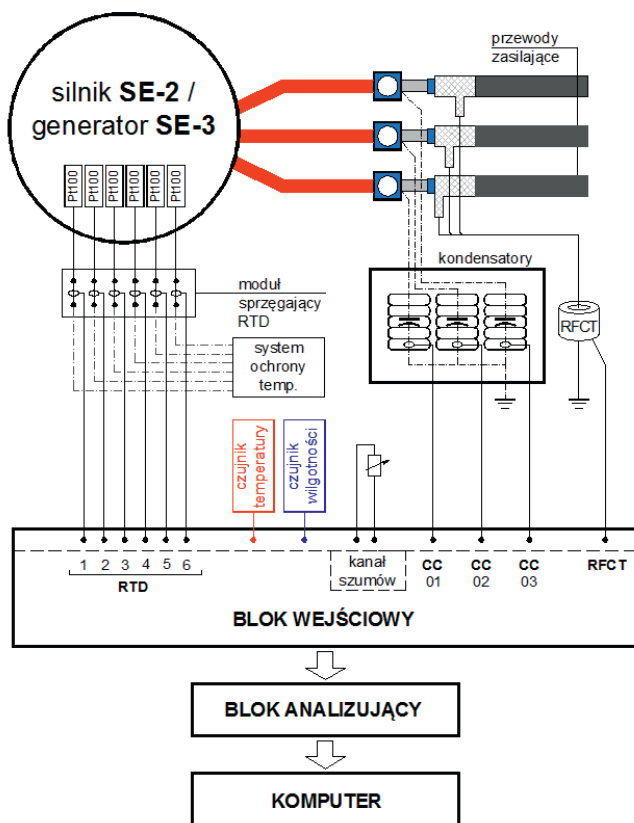 silnik SE-2 /
generator SE-3
przewody
zasilające
Pt100 Pt100 Pt100 Pt100 Pt100 Pt100
moduł
sprzęgający
RTD
system
ochrony
temp.
kondensatory
RFCT
czujnik
temperatury
czujnik
wilgotności
1 2 3 4 5 6
RTD
kanał
szumów
CC
01
CC
02
CC
03
RFCT
BLOK WEJŚCIOWY
BLOK ANALIZUJĄCY
KOMPUTER